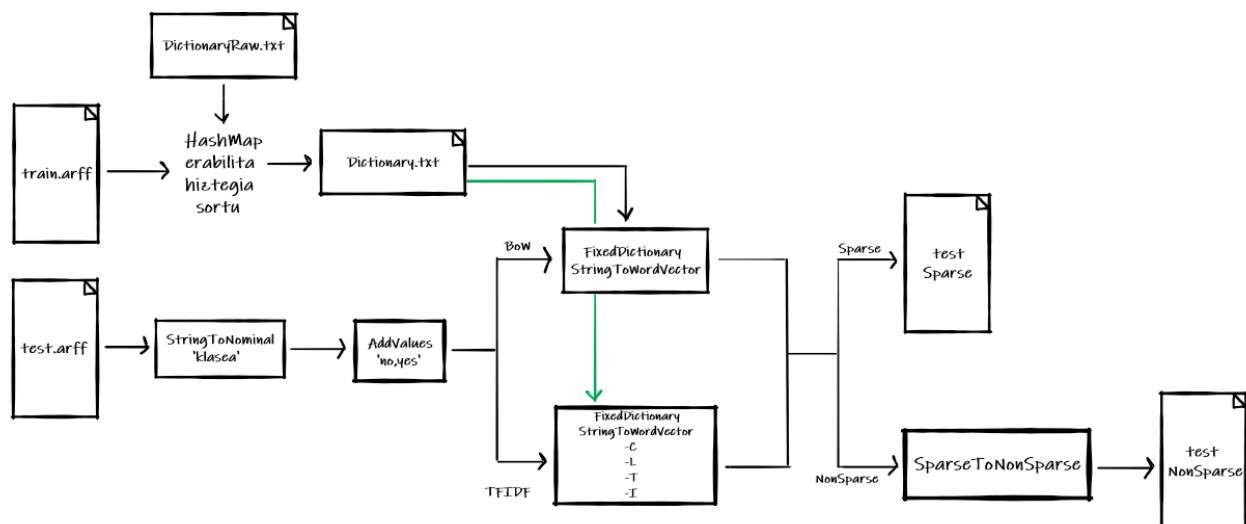 DictionaryRaw.txt
train.arff
HashMap
erabilita
hiztegia
sortu
Dictionary.txt
BoW
FixedDictionary
StringToWordVector
Sparse
test
Sparse
test.arff
StringToNominal
'klasea'
AddValues
'no,yes'
TFIDF
FixedDictionary
StringToWordVector
-C
-L
-T
-I
NonSparse
SparseToNonSparse
test
NonSparse